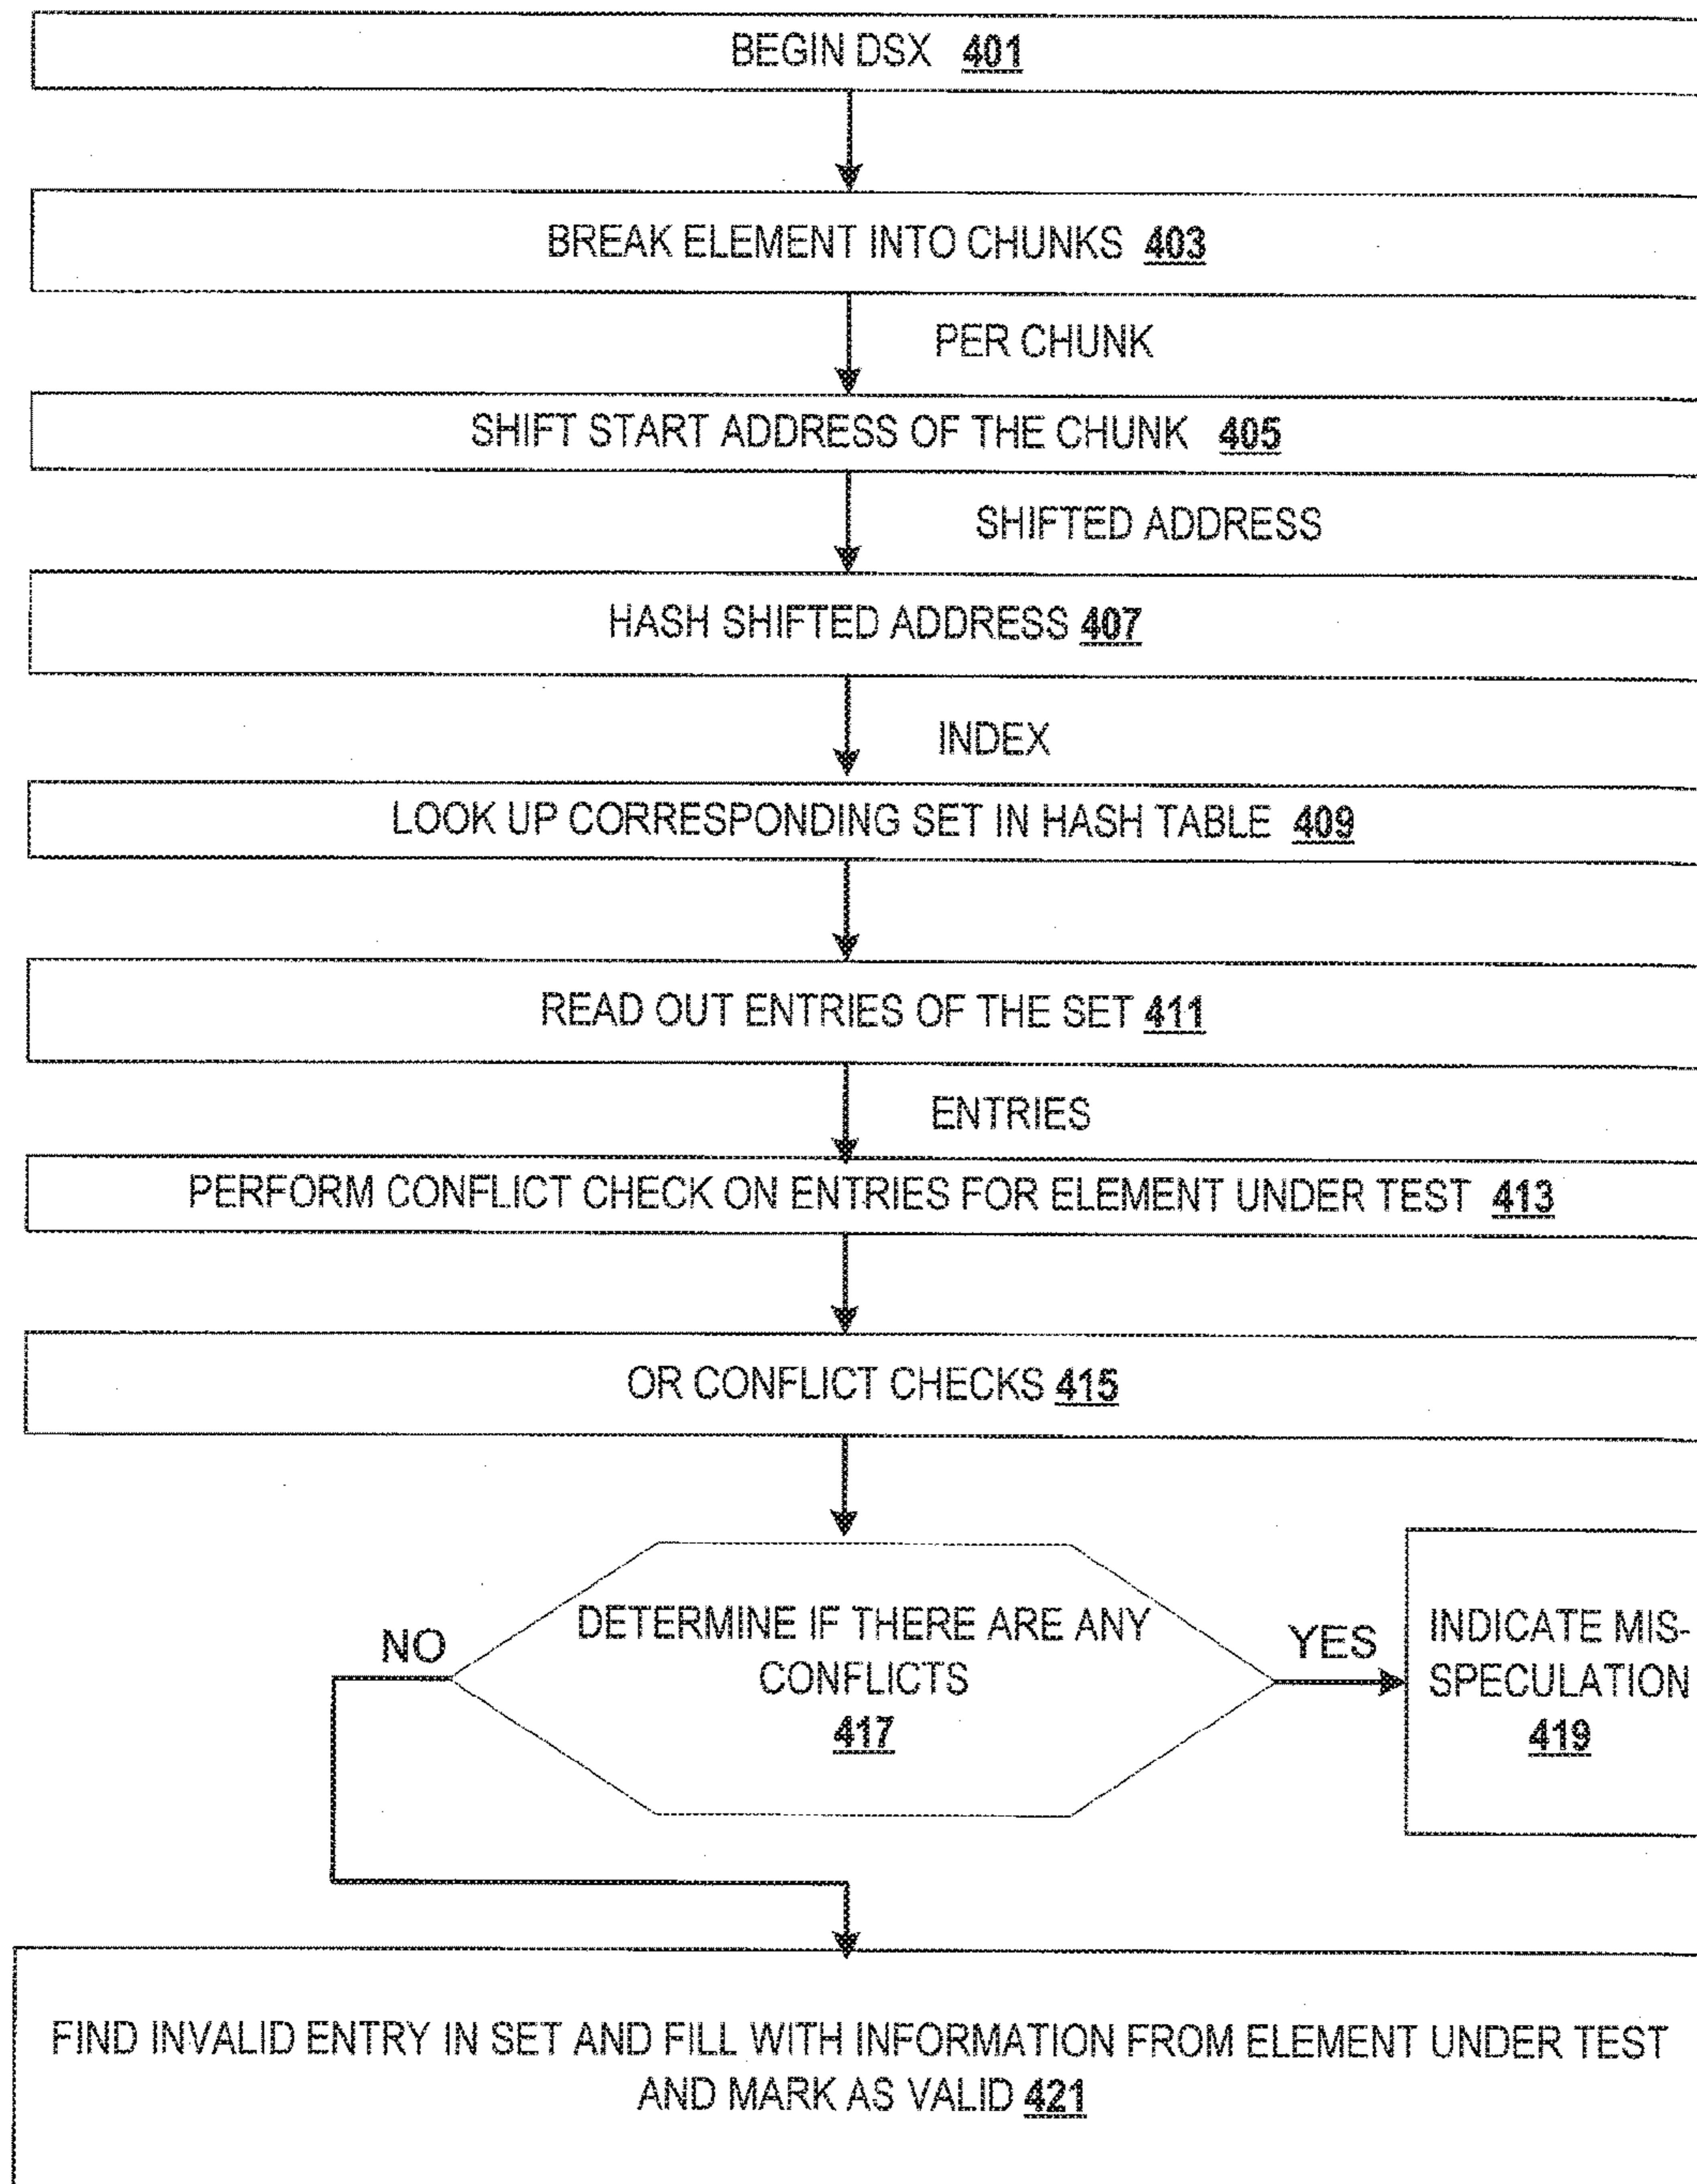 BEGIN DSX 401
BREAK ELEMENT INTO CHUNKS 403
PER CHUNK
SHIFT START ADDRESS OF THE CHUNK 405
SHIFTED ADDRESS
HASH SHIFTED ADDRESS 407
INDEX
LOOK UP CORRESPONDING SET IN HASH TABLE 409
READ OUT ENTRIES OF THE SET 411
ENTRIES
PERFORM CONFLICT CHECK ON ENTRIES FOR ELEMENT UNDER TEST 413
OR CONFLICT CHECKS 415
DETERMINE IF THERE ARE ANY
CONFLICTS
417
NO
YES
INDICATE MIS-
SPECULATION
419
FIND INVALID ENTRY IN SET AND FILL WITH INFORMATION FROM ELEMENT UNDER TEST
AND MARK AS VALID 421